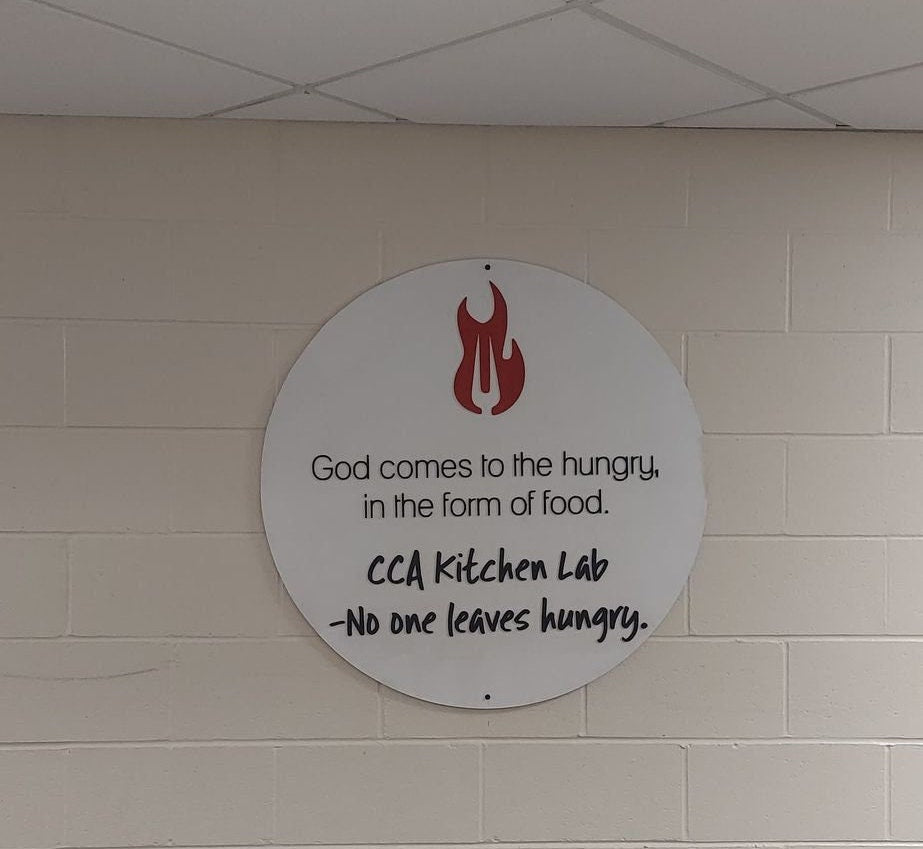 God comes to the hungry,
in the form of food.
CCA Kitchen Lab
-No one leaves hungry.